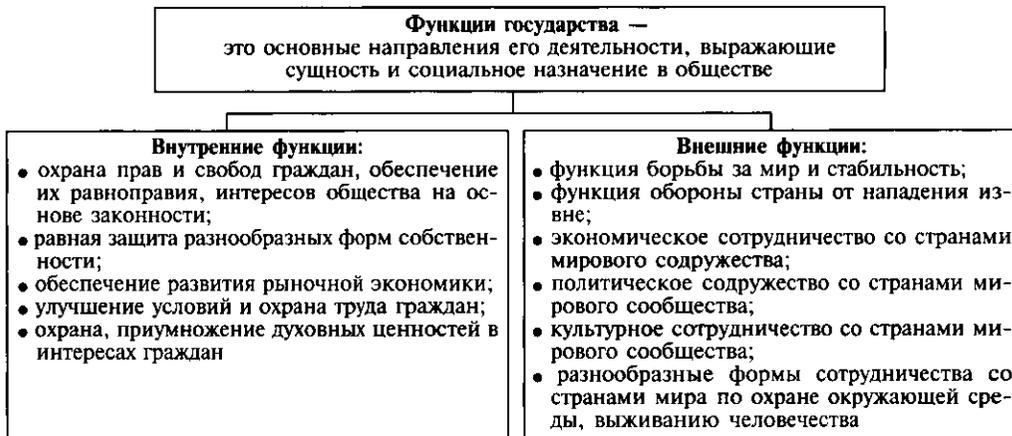 Функции государства —
это основные направления его деятельности, выражающие
сущность и социальное назначение в обществе
Внутренние функции:
• охрана прав и свобод граждан, обеспечение
их равноправия, интересов общества на ос-
нове законности;
• равная защита разнообразных форм собствен-
ности;
• обеспечение развития рыночной экономики;
• улучшение условий и охрана труда граждан;
• охрана, приумножение духовных ценностей в
интересах граждан
Внешние функции:
• функция борьбы за мир и стабильность;
• функция обороны страны от нападения из-
вне;
• экономическое сотрудничество со странами
мирового содружества;
• политическое содружество со странами ми-
рового сообщества;
• культурное сотрудничество со странами ми-
рового сообщества;
• разнообразные формы сотрудничества со
странами мира по охране окружающей сре-
ды, выживанию человечества